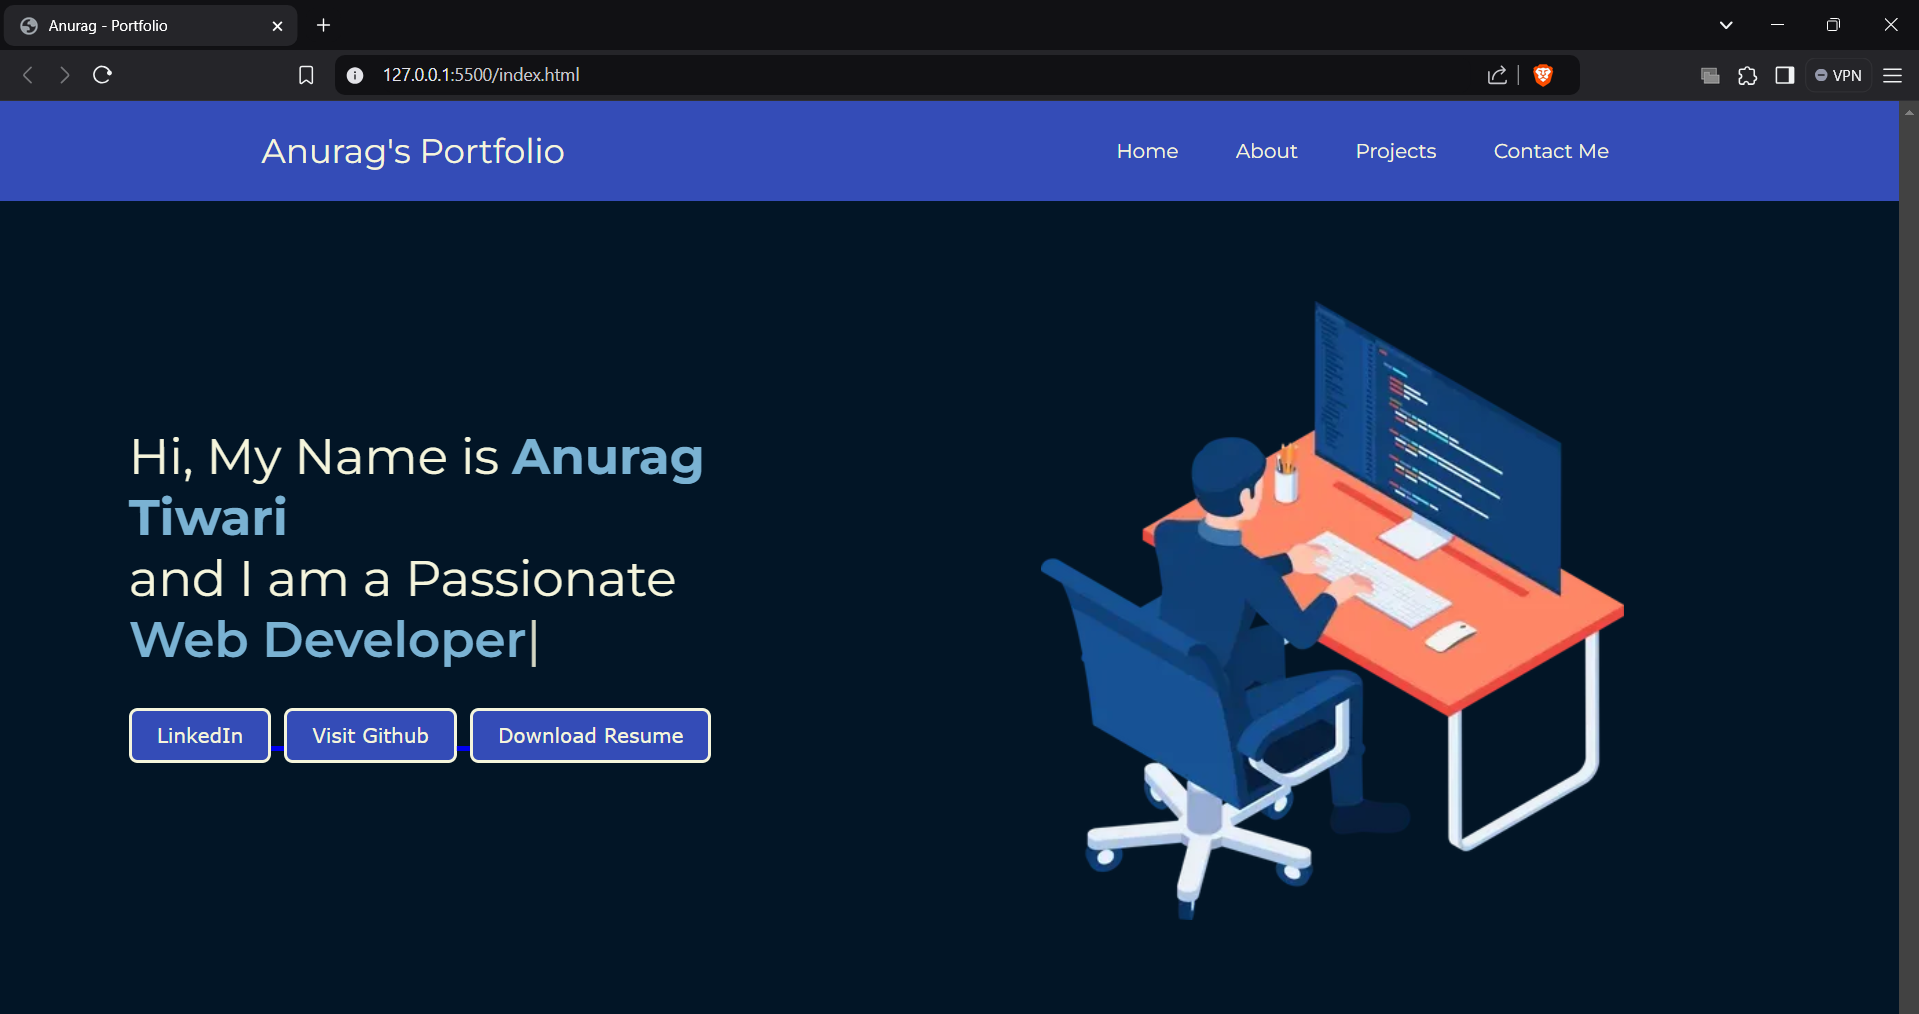 Anurag - Portfolio
127.0.0.1:5500/index.html
VPN
Anurag's Portfolio
Home
About
Projects
Contact Me
Hi, My Name is Anurag
Tiwari
and I am a Passionate
Web Developer|
LinkedIn
Visit Github
Download Resume